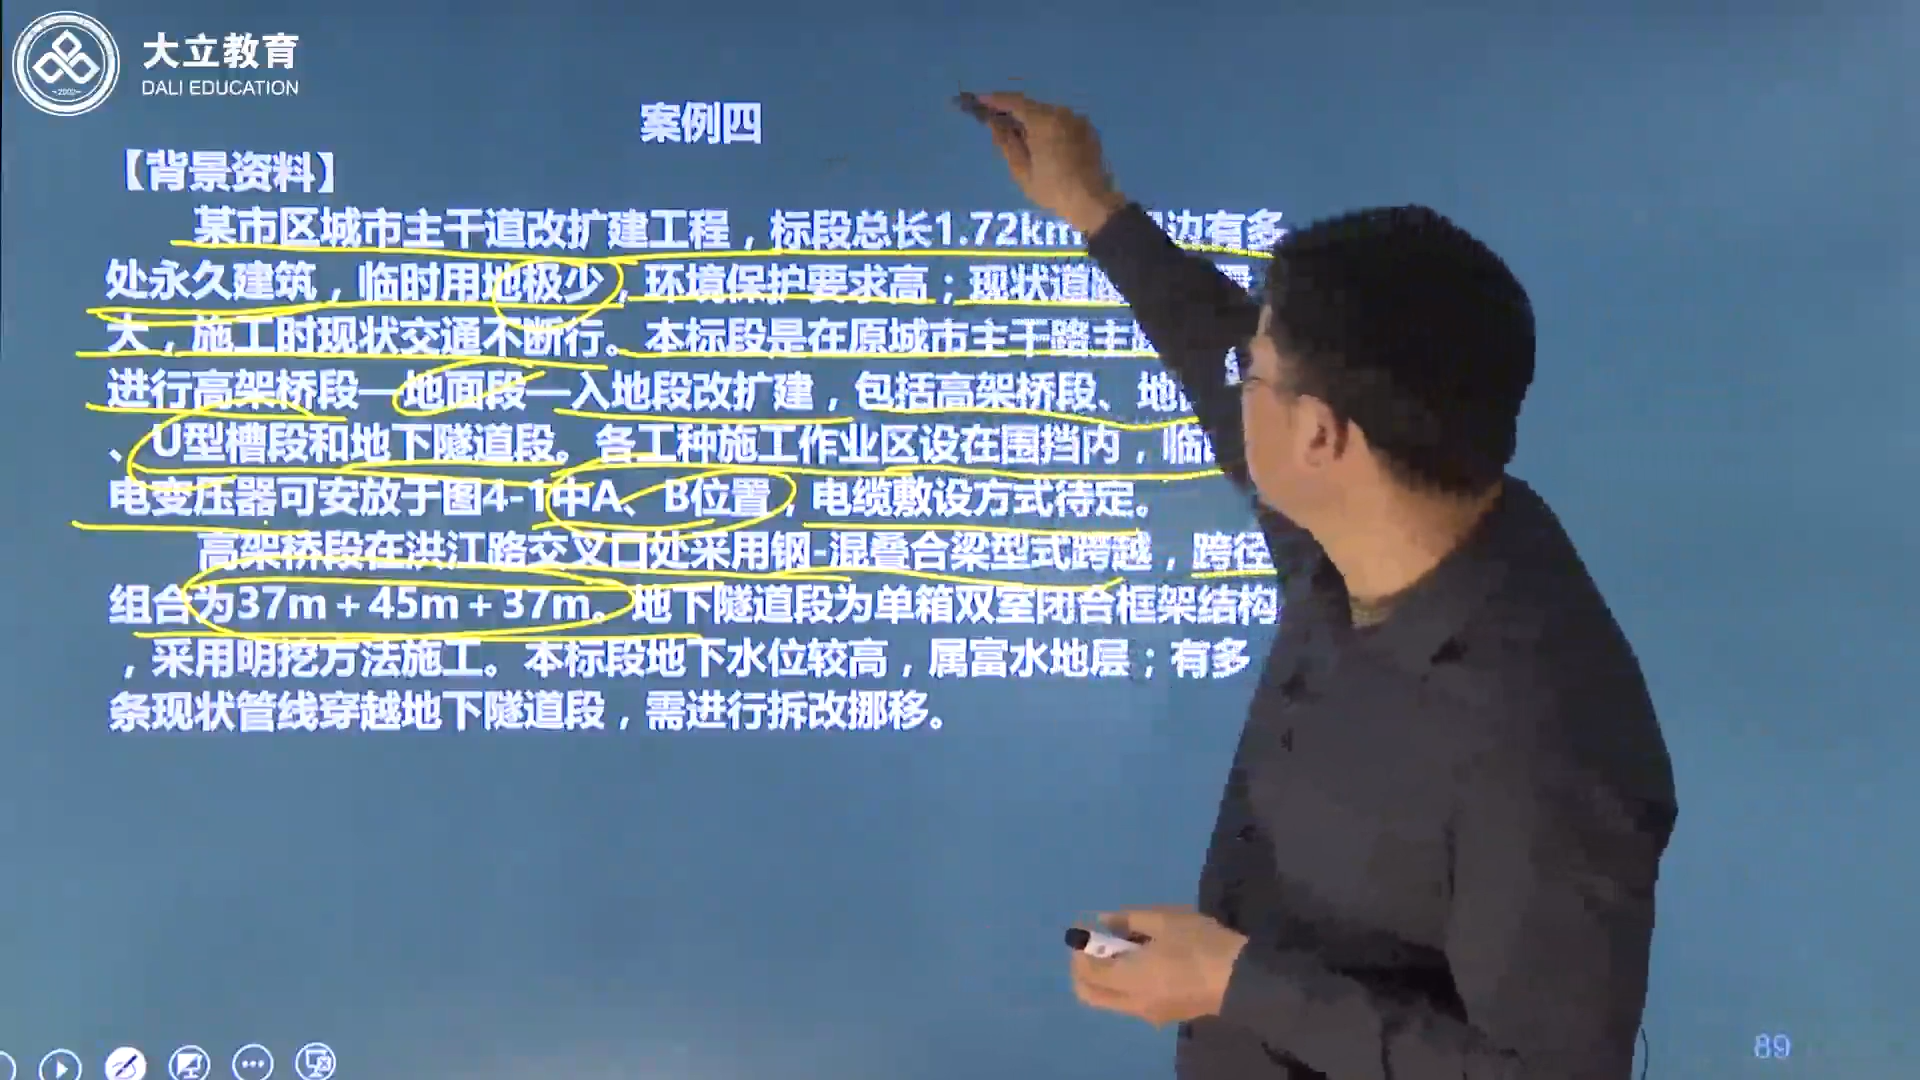 大立教育
DALI EDUCATION
案例四
【背景资料】
某市区城市主干道改扩建工程，标段总长1.72km 边有多
处永久建筑，临时用地极少，环境保护要求高；现状道
大，施工时现状交通不断行。本标段是在原城市主干路主
进行高架桥段—地面段—入地段改扩建，包括高架桥段、地
、U型槽段和地下隧道段。各工种施工作业区设在围挡内，临
电变压器可安放于图4-1中A、B位置，电缆敷设方式待定。
高架桥段在洪江路交叉口处采用钢-混叠合梁型式跨越，跨径
组合为37m＋45m＋37m。地下隧道段为单箱双室闭合框架结构
，采用明挖方法施工。本标段地下水位较高，属富水地层；有多
条现状管线穿越地下隧道段，需进行拆改挪移。
89